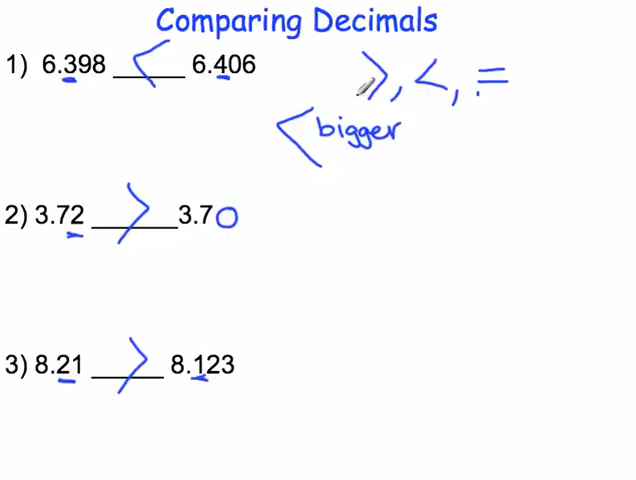 Comparing Decimals
1) 6.398 < 6.406
>, <, =
< bigger
2) 3.72 > 3.70
3) 8.21 > 8.123